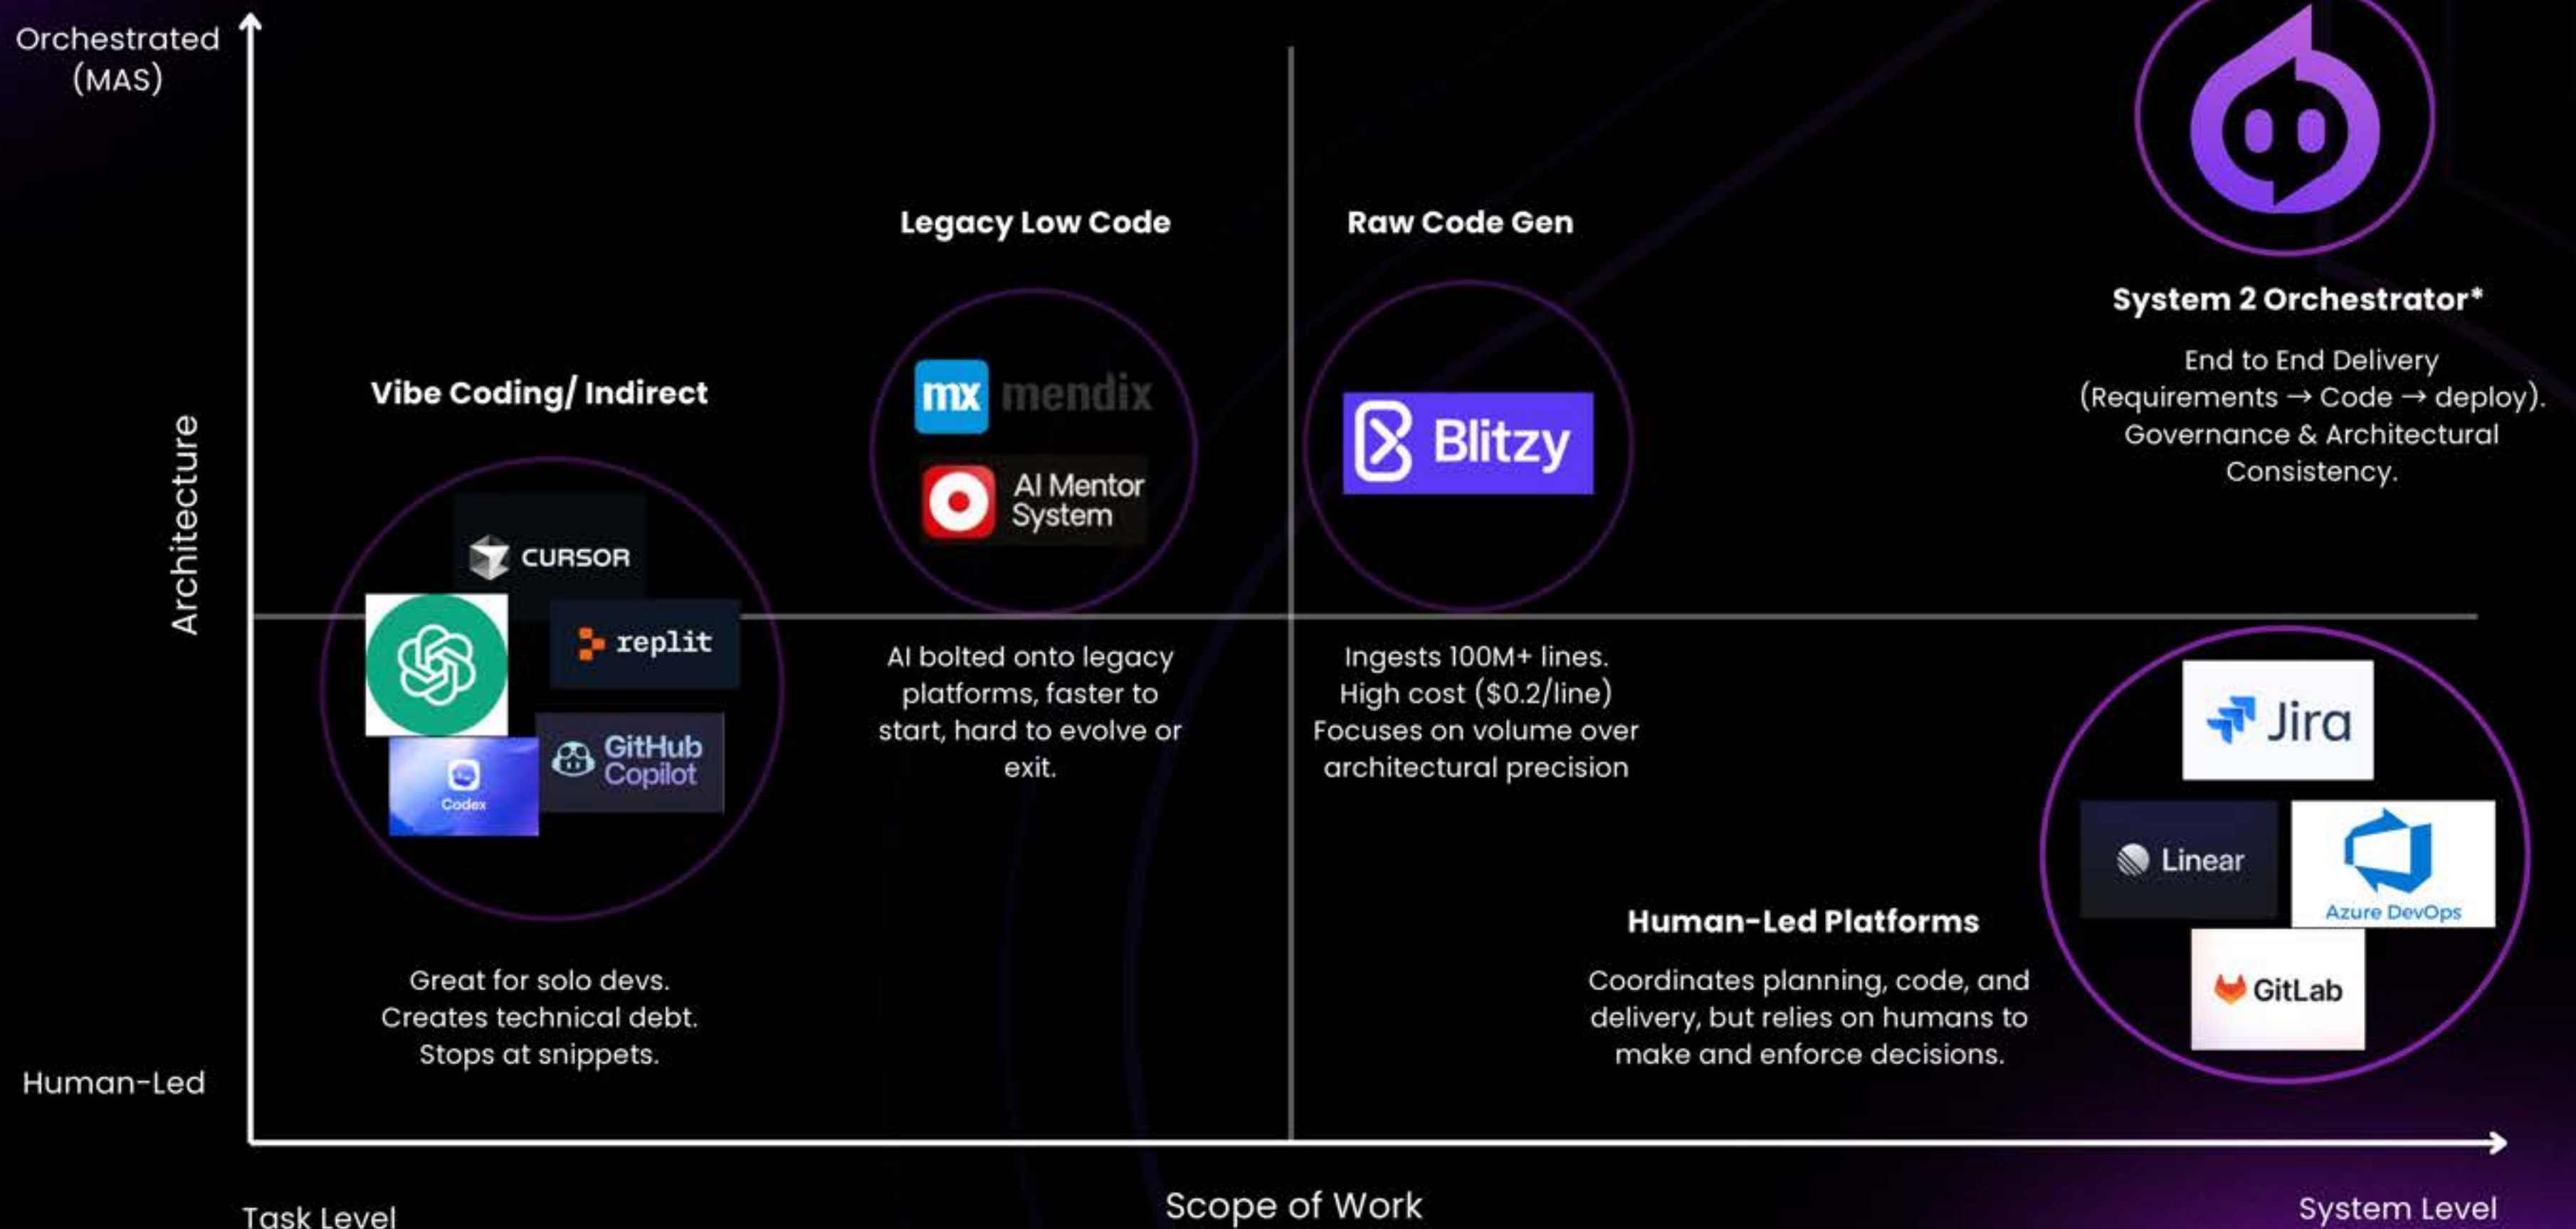 Orchestrated
(MAS)
Architecture
Human-Led
Task Level
Scope of Work
System Level
Vibe Coding/ Indirect
CURSOR
replit
GitHub
Copilot
Codex
Great for solo devs.
Creates technical debt.
Stops at snippets.
Legacy Low Code
mx mendix
AI Mentor
System
AI bolted onto legacy
platforms, faster to
start, hard to evolve or
exit.
Raw Code Gen
Blitzy
Ingests 100M+ lines.
High cost ($0.2/line)
Focuses on volume over
architectural precision
System 2 Orchestrator*
End to End Delivery
(Requirements → Code → deploy).
Governance & Architectural
Consistency.
Human-Led Platforms
Coordinates planning, code, and
delivery, but relies on humans to
make and enforce decisions.
Jira
Linear
Azure DevOps
GitLab